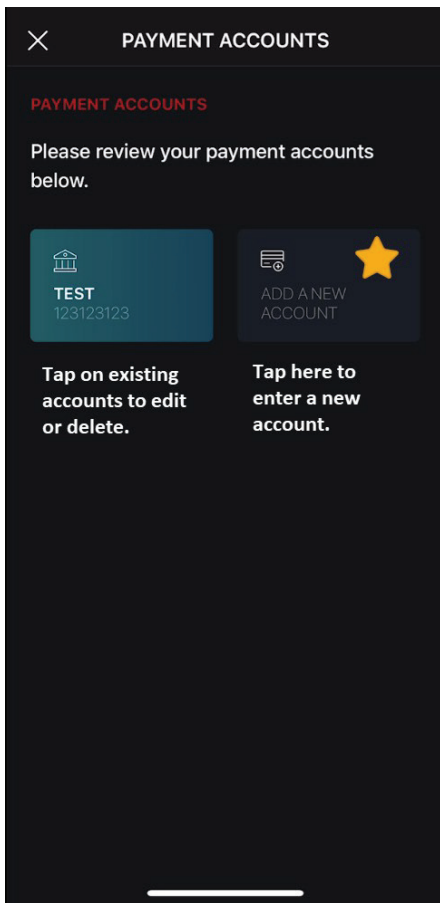 PAYMENT ACCOUNTS
PAYMENT ACCOUNTS
Please review your payment accounts
below.
TEST
123123123
ADD A NEW
ACCOUNT
Tap on existing
accounts to edit
or delete.
Tap here to
enter a new
account.